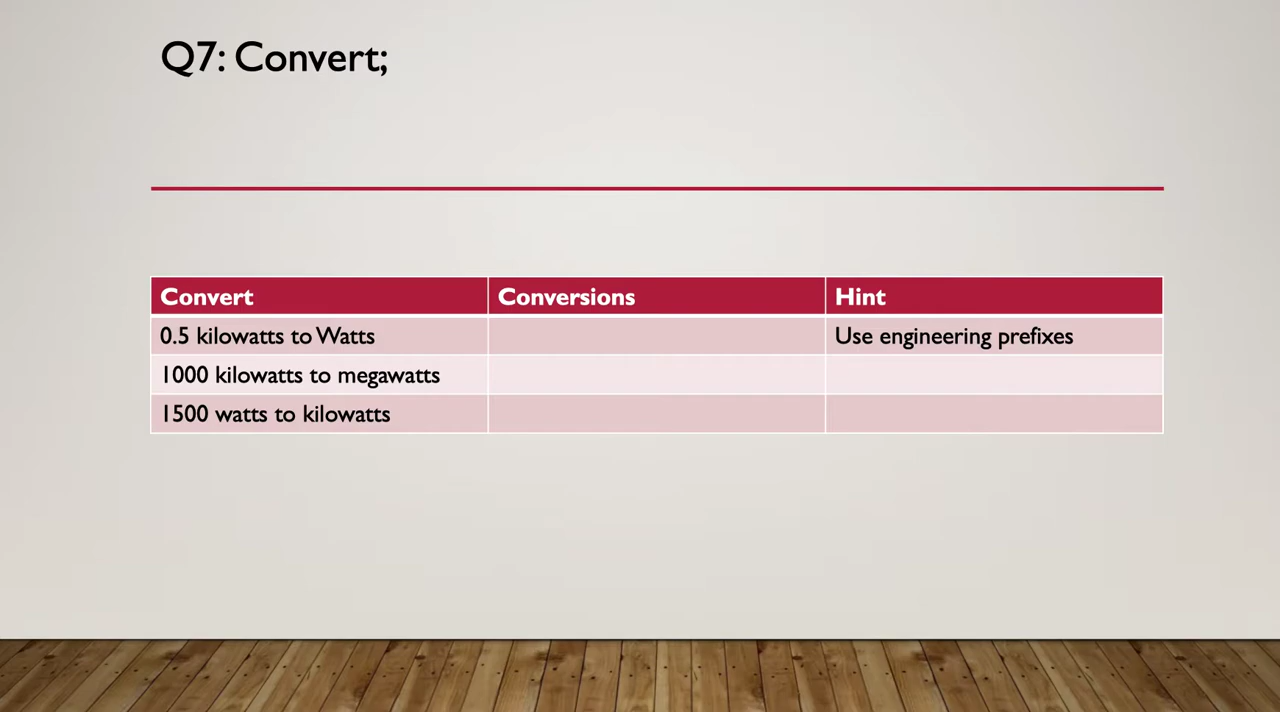 Q7: Convert;
Convert Conversions Hint
0.5 kilowatts to Watts Use engineering prefixes
1000 kilowatts to megawatts
1500 watts to kilowatts